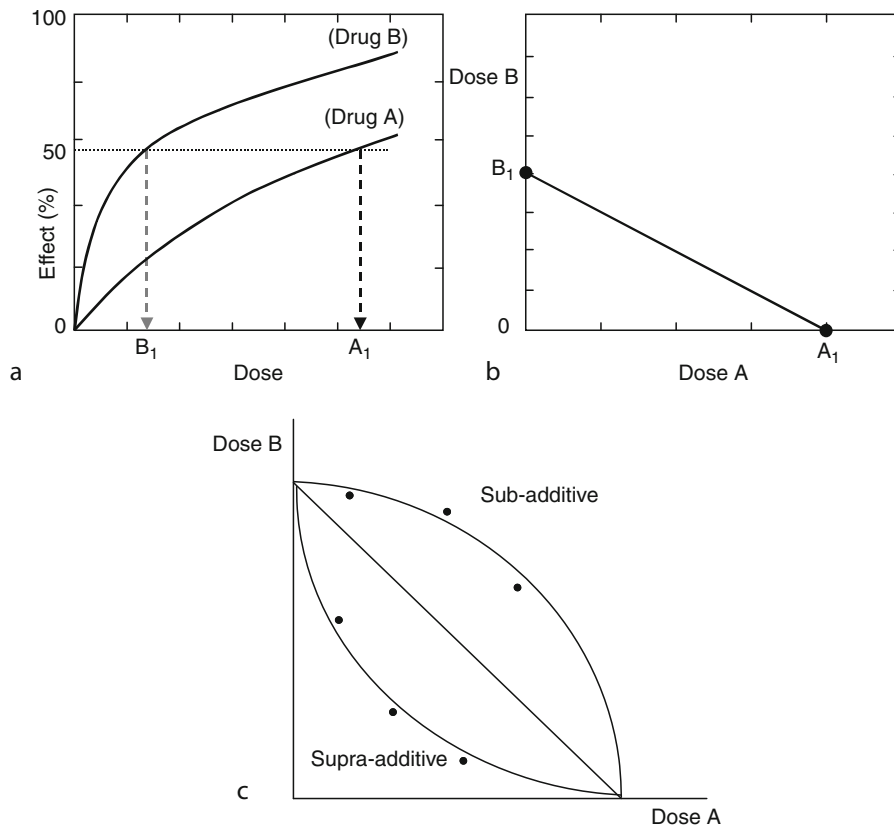 100
(Drug B)
(Drug A)
50
Effect (%)
0
B1
A1
a
Dose
Dose B
B1
0
A1
b
Dose A
Dose B
Sub-additive
Supra-additive
c
Dose A